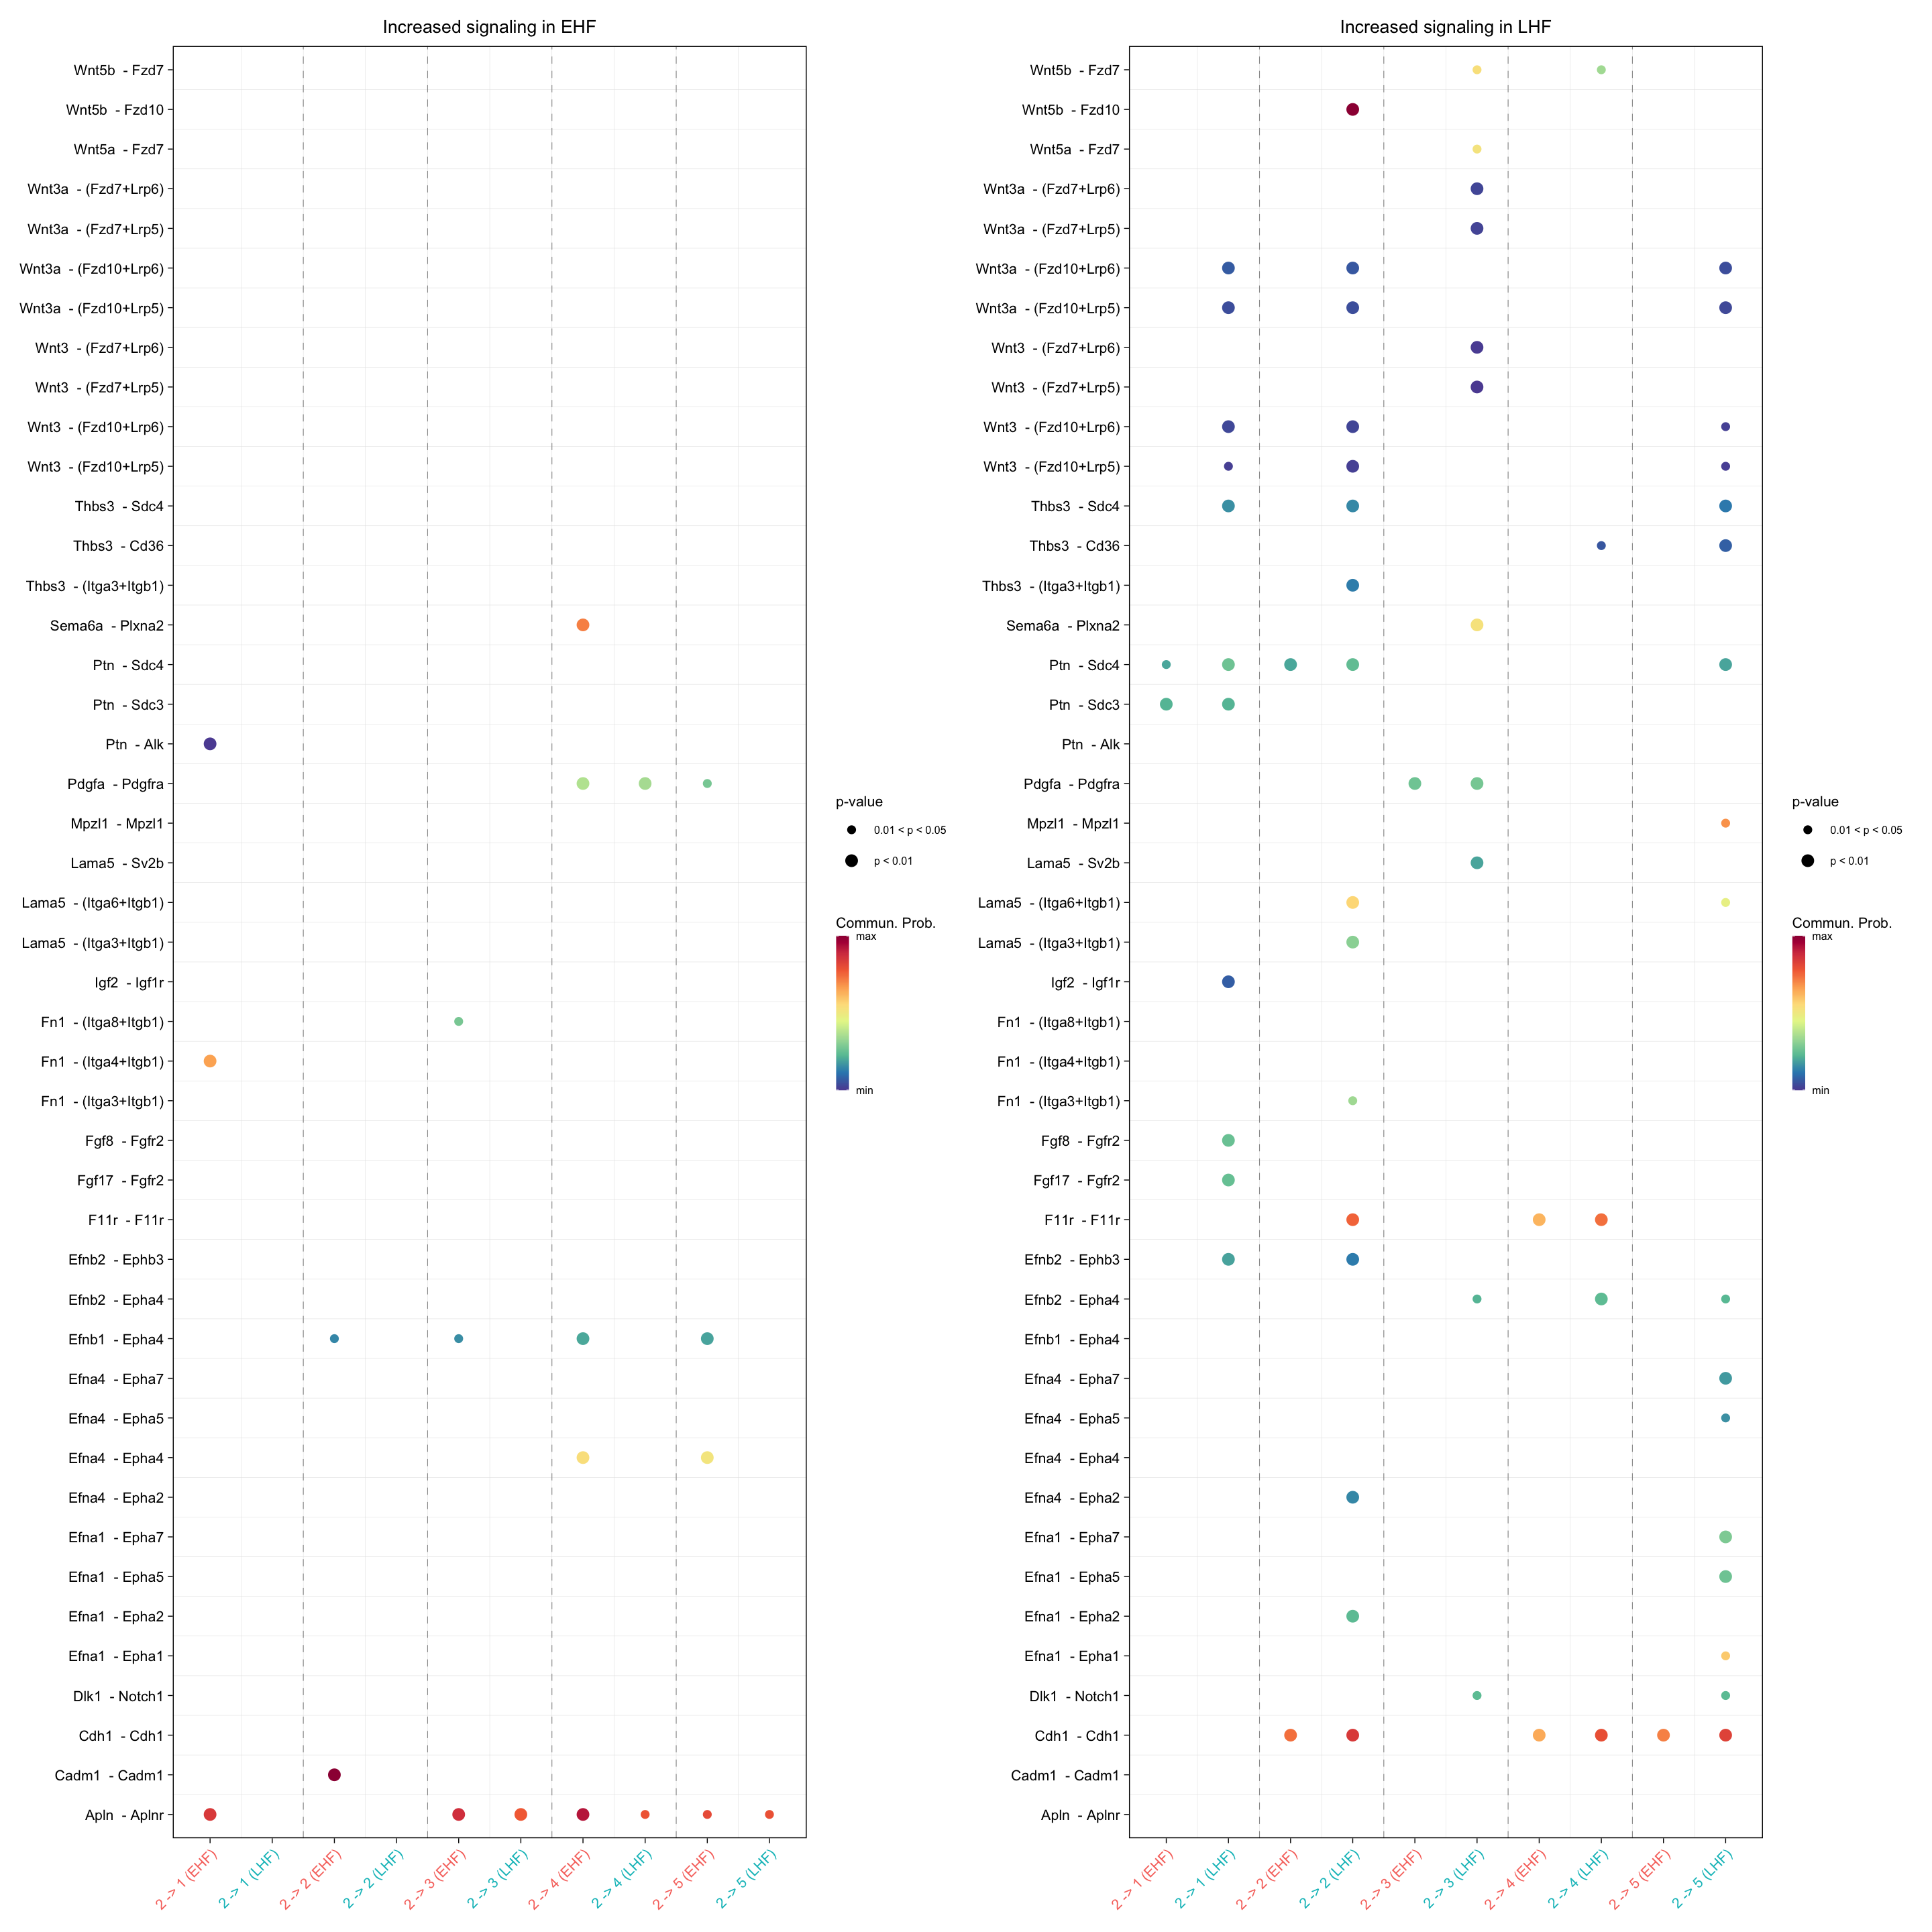 Increased signaling in EHF
Wnt5b - Fzd7
Wnt5b - Fzd10
Wnt5a - Fzd7
Wnt3a - (Fzd7+Lrp6)
Wnt3a - (Fzd7+Lrp5)
Wnt3a - (Fzd10+Lrp6)
Wnt3a - (Fzd10+Lrp5)
Wnt3 - (Fzd7+Lrp6)
Wnt3 - (Fzd7+Lrp5)
Wnt3 - (Fzd10+Lrp6)
Wnt3 - (Fzd10+Lrp5)
Thbs3 - Sdc4
Thbs3 - Cd36
Thbs3 - (Itga3+Itgb1)
Sema6a - Plxna2
Ptn - Sdc4
Ptn - Sdc3
Ptn - Alk
Pdgfa - Pdgfra
Mpzl1 - Mpzl1
Lama5 - Sv2b
Lama5 - (Itga6+Itgb1)
Lama5 - (Itga3+Itgb1)
Igf2 - Igf1r
Fn1 - (Itga8+Itgb1)
Fn1 - (Itga4+Itgb1)
Fn1 - (Itga3+Itgb1)
Fgf8 - Fgfr2
Fgf17 - Fgfr2
F11r - F11r
Efnb2 - Ephb3
Efnb2 - Epha4
Efnb1 - Epha4
Efna4 - Epha7
Efna4 - Epha5
Efna4 - Epha4
Efna4 - Epha2
Efna1 - Epha7
Efna1 - Epha5
Efna1 - Epha2
Efna1 - Epha1
Dlk1 - Notch1
Cdh1 - Cdh1
Cadm1 - Cadm1
Apln - Aplnr
2 -> 1 (EHF)
2 -> 1 (LHF)
2 -> 2 (EHF)
2 -> 2 (LHF)
2 -> 3 (EHF)
2 -> 3 (LHF)
2 -> 4 (EHF)
2 -> 4 (LHF)
2 -> 5 (EHF)
2 -> 5 (LHF)
p-value
0.01 < p < 0.05
p < 0.01
Commun. Prob.
max
min
Increased signaling in LHF
Wnt5b - Fzd7
Wnt5b - Fzd10
Wnt5a - Fzd7
Wnt3a - (Fzd7+Lrp6)
Wnt3a - (Fzd7+Lrp5)
Wnt3a - (Fzd10+Lrp6)
Wnt3a - (Fzd10+Lrp5)
Wnt3 - (Fzd7+Lrp6)
Wnt3 - (Fzd7+Lrp5)
Wnt3 - (Fzd10+Lrp6)
Wnt3 - (Fzd10+Lrp5)
Thbs3 - Sdc4
Thbs3 - Cd36
Thbs3 - (Itga3+Itgb1)
Sema6a - Plxna2
Ptn - Sdc4
Ptn - Sdc3
Ptn - Alk
Pdgfa - Pdgfra
Mpzl1 - Mpzl1
Lama5 - Sv2b
Lama5 - (Itga6+Itgb1)
Lama5 - (Itga3+Itgb1)
Igf2 - Igf1r
Fn1 - (Itga8+Itgb1)
Fn1 - (Itga4+Itgb1)
Fn1 - (Itga3+Itgb1)
Fgf8 - Fgfr2
Fgf17 - Fgfr2
F11r - F11r
Efnb2 - Ephb3
Efnb2 - Epha4
Efnb1 - Epha4
Efna4 - Epha7
Efna4 - Epha5
Efna4 - Epha4
Efna4 - Epha2
Efna1 - Epha7
Efna1 - Epha5
Efna1 - Epha2
Efna1 - Epha1
Dlk1 - Notch1
Cdh1 - Cdh1
Cadm1 - Cadm1
Apln - Aplnr
2 -> 1 (EHF)
2 -> 1 (LHF)
2 -> 2 (EHF)
2 -> 2 (LHF)
2 -> 3 (EHF)
2 -> 3 (LHF)
2 -> 4 (EHF)
2 -> 4 (LHF)
2 -> 5 (EHF)
2 -> 5 (LHF)
p-value
0.01 < p < 0.05
p < 0.01
Commun. Prob.
max
min